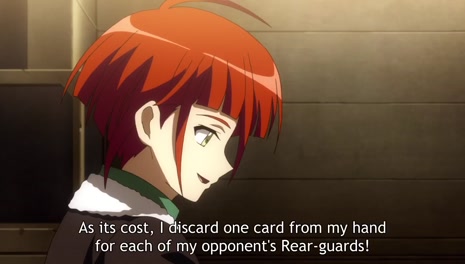 As its cost, I discard one card from my hand
for each of my opponent's Rear-guards!